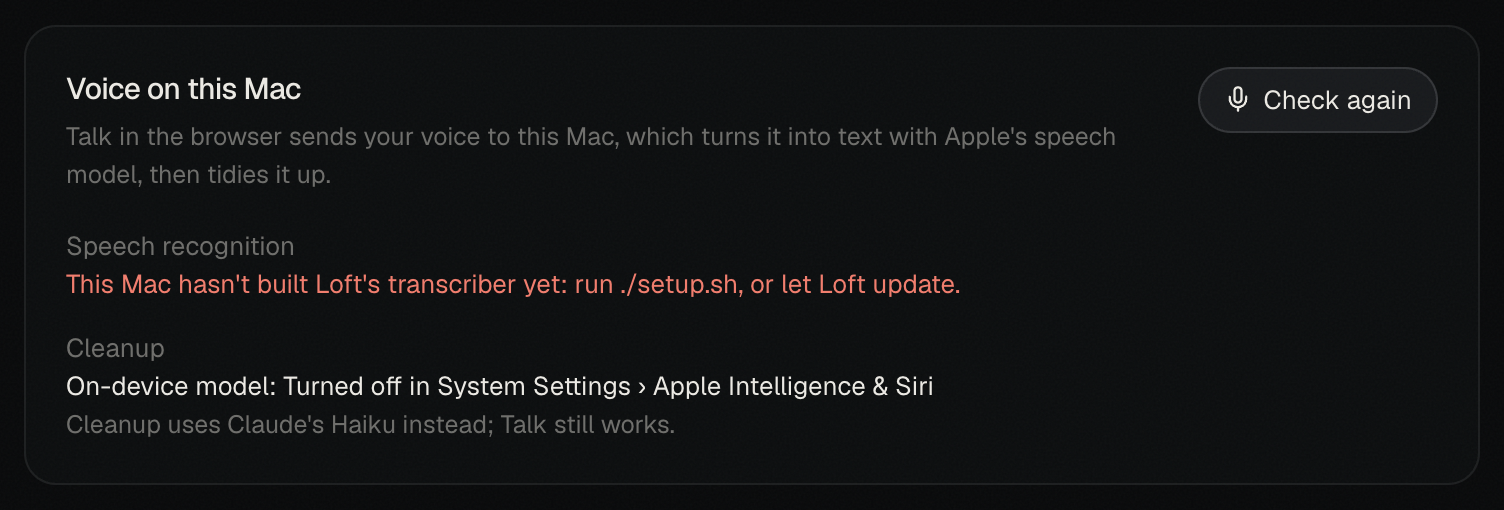 Voice on this Mac
Check again
Talk in the browser sends your voice to this Mac, which turns it into text with Apple's speech
model, then tidies it up.
Speech recognition
This Mac hasn't built Loft's transcriber yet: run ./setup.sh, or let Loft update.
Cleanup
On-device model: Turned off in System Settings › Apple Intelligence & Siri
Cleanup uses Claude's Haiku instead; Talk still works.